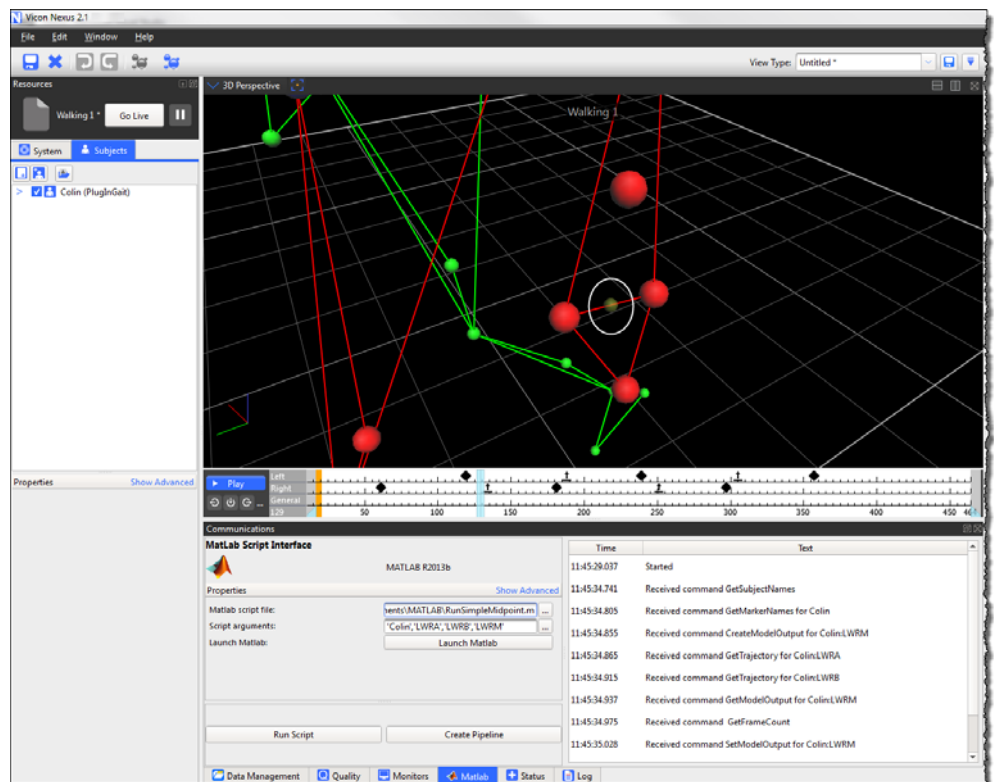 Vicon Nexus 2.1
File Edit Window Help
View Type: Untitled *
Resources
3D Perspective
Walking 1 * Go Live
Walking 1
System Subjects
Colin (PlugInGait)
Properties Show Advanced
Play
Left
Right
General
129 50 100 150 200 250 300 350 400 450
Communications
MatLab Script Interface
MATLAB R2013b
Properties Show Advanced
Matlab script file: ments\MATLAB\RunSimpleMidpoint.m ...
Script arguments: 'Colin','LWRA','LWRB','LWRM' ...
Launch Matlab: Launch Matlab
Run Script Create Pipeline
Time Text
11:45:29.037 Started
11:45:34.741 Received command GetSubjectNames
11:45:34.805 Received command GetMarkerNames for Colin
11:45:34.855 Received command CreateModelOutput for Colin:LWRM
11:45:34.865 Received command GetTrajectory for Colin:LWRA
11:45:34.915 Received command GetTrajectory for Colin:LWRB
11:45:34.937 Received command GetModelOutput for Colin:LWRM
11:45:34.975 Received command GetFrameCount
11:45:35.028 Received command SetModelOutput for Colin:LWRM
Data Management Quality Monitors Matlab Status Log